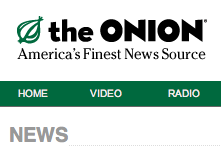 the ONION®
America's Finest News Source
HOME VIDEO RADIO
NEWS